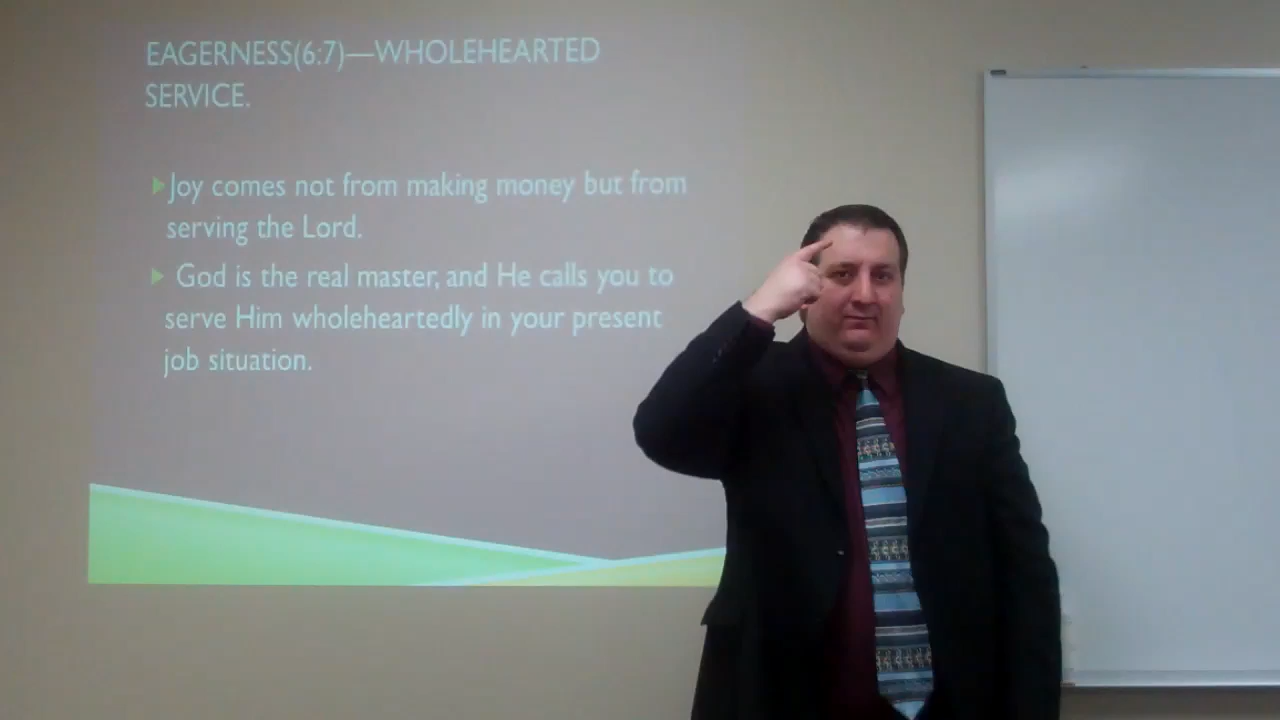 EAGERNESS(6:7)—WHOLEHEARTED
SERVICE.
Joy comes not from making money but from
serving the Lord.
God is the real master, and He calls you to
serve Him wholeheartedly in your present
job situation.